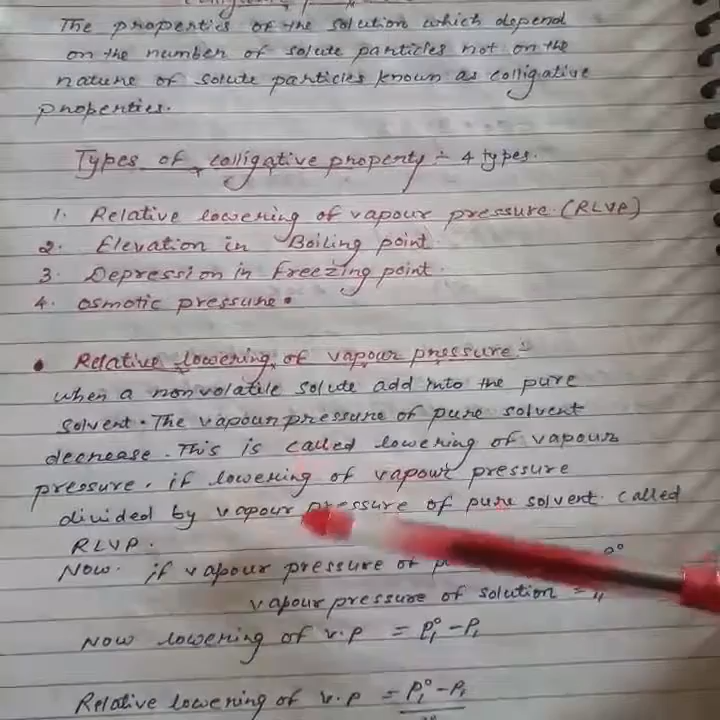 The properties of the solution which depend
on the number of solute particles not on the
nature of solute particles known as colligative
properties.
Types of colligative property :- 4 types.
1. Relative lowering of vapour pressure (RLVP)
2. Elevation in Boiling point.
3. Depression in freezing point.
4. osmotic pressure.
• Relative lowering of vapour pressure :-
when a nonvolatile solute add into the pure
solvent. The vapour pressure of pure solvent
decrease. This is called lowering of vapour
pressure. if lowering of vapour pressure
divided by vapour pressure of pure solvent. called
RLVP.
Now. if vapour pressure of
vapour pressure of solution =
Now lowering of v.p = P₁° - P₁
Relative lowering of v.p = P₁° - P₁